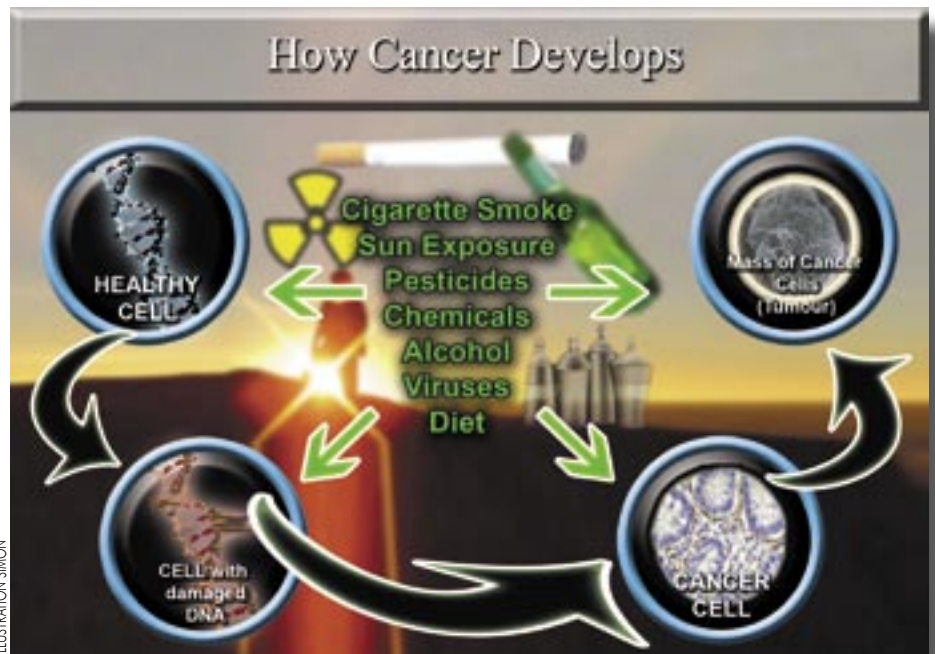 How Cancer Develops
HEALTHY
CELL
Cigarette Smoke
Sun Exposure
Pesticides
Chemicals
Alcohol
Viruses
Diet
Mass of Cancer
Cells
(Tumour)
CELL with
damaged
DNA
CANCER
CELL
ILLUSTRATION SIMON